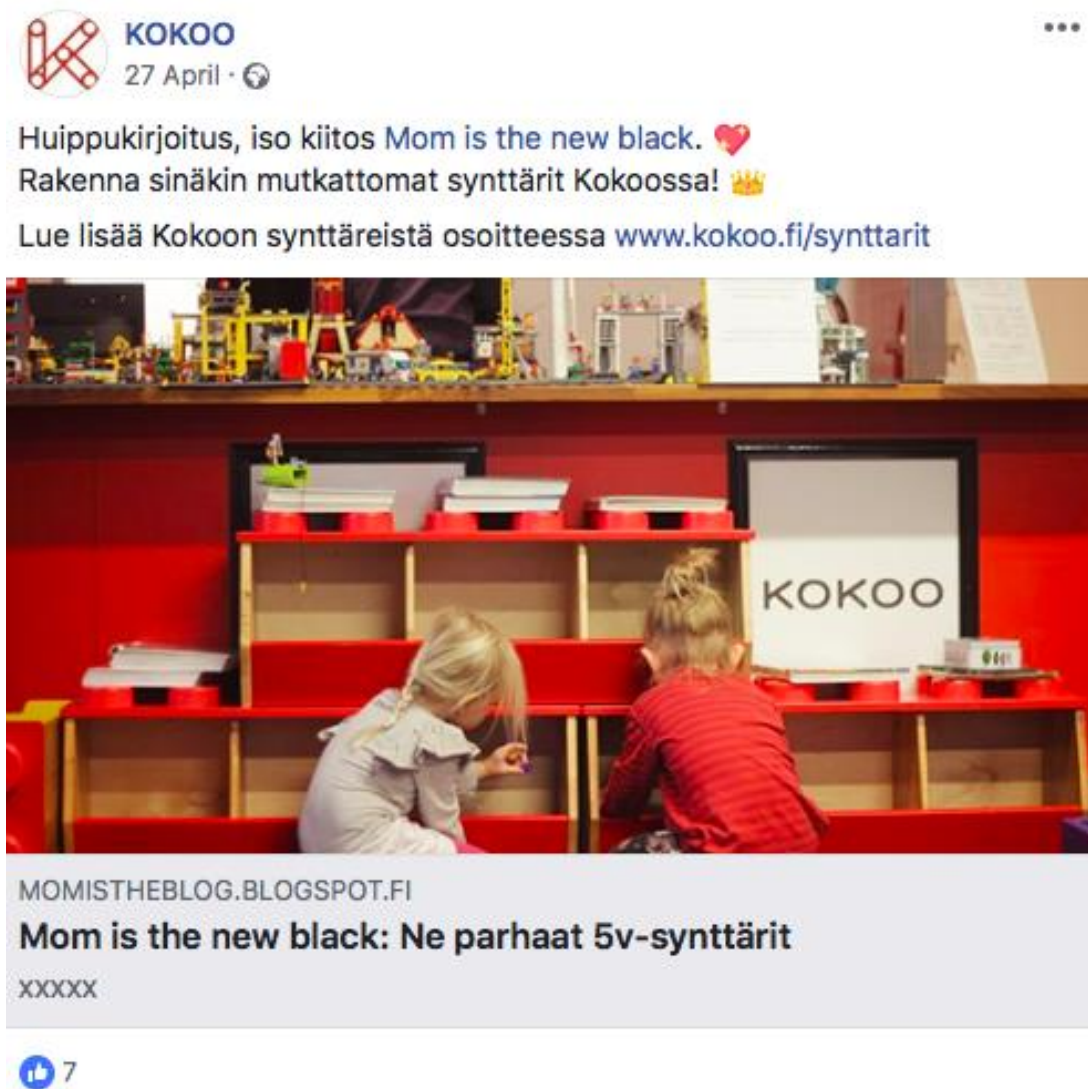 KOKOO
27 April ·
Huippukirjoitus, iso kiitos Mom is the new black. 💖
Rakenna sinäkin mutkattomat synttärit Kokoossa! 👑
Lue lisää Kokoon synttäreistä osoitteessa www.kokoo.fi/synttarit
KOKOO
MOMISTHEBLOG.BLOGSPOT.FI
Mom is the new black: Ne parhaat 5v-synttärit
xxxxx
7